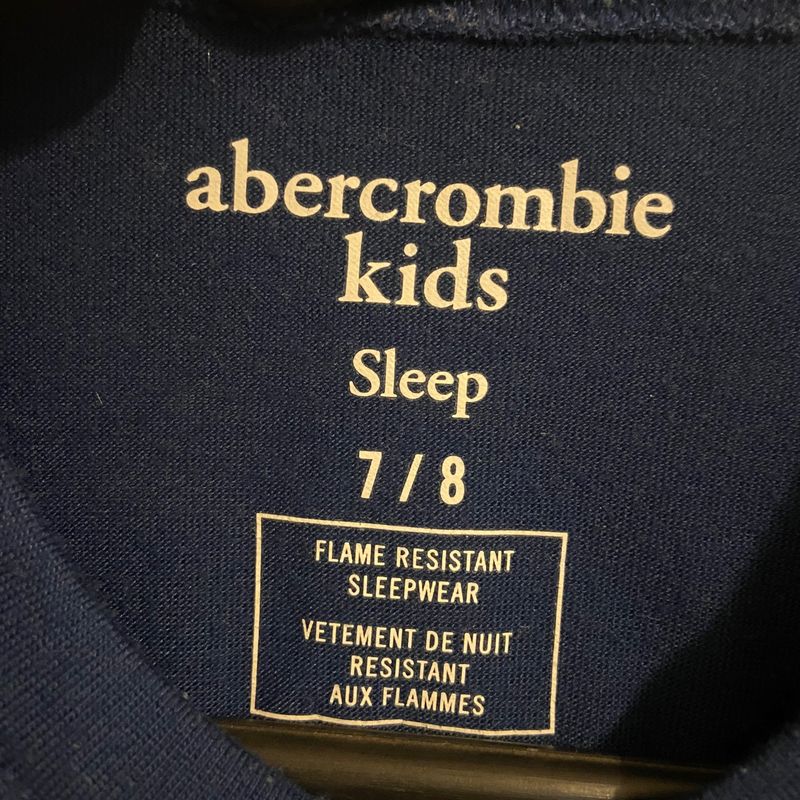 abercrombie
kids
Sleep
7 / 8
FLAME RESISTANT
SLEEPWEAR
VETEMENT DE NUIT
RESISTANT
AUX FLAMMES